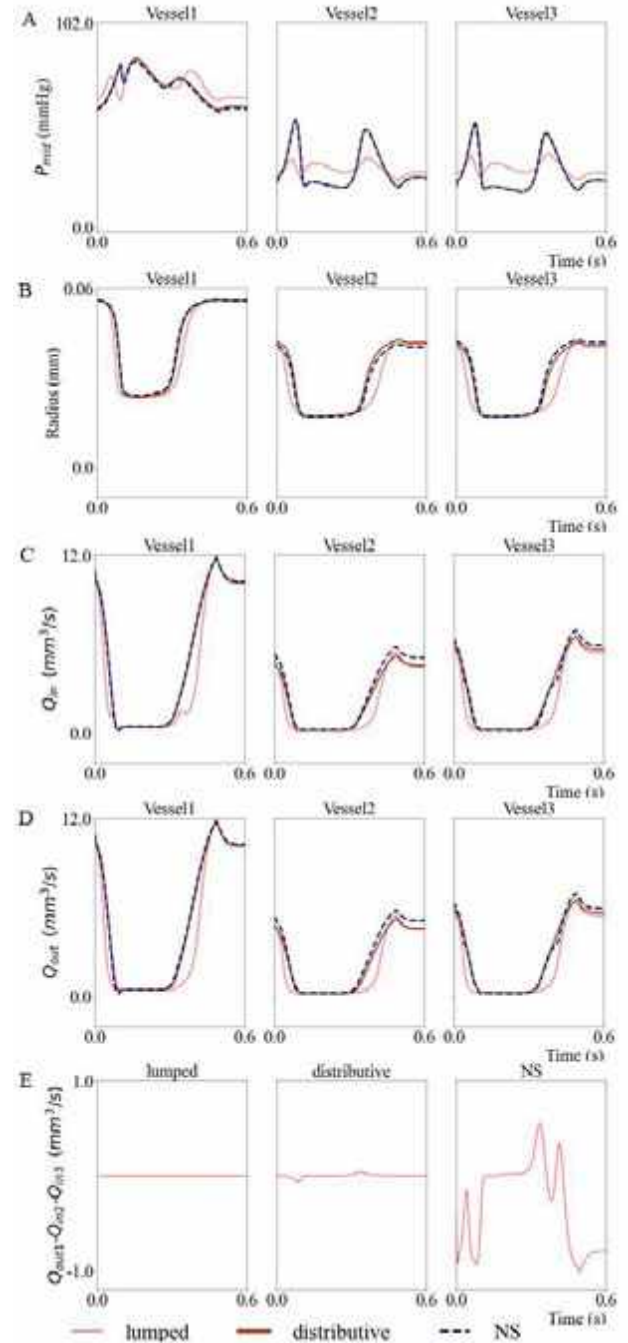 A Vessel1 Vessel2 Vessel3
102.0
P_mid (mmHg)
0.0
0.0 0.6 0.0 0.6 0.0 0.6
Time (s)
B Vessel1 Vessel2 Vessel3
0.06
Radius (mm)
0.0
0.0 0.6 0.0 0.6 0.0 0.6
Time (s)
C Vessel1 Vessel2 Vessel3
12.0
Q_in (mm³/s)
0.0
0.0 0.6 0.0 0.6 0.0 0.6
Time (s)
D Vessel1 Vessel2 Vessel3
12.0
Q_out (mm³/s)
0.0
0.0 0.6 0.0 0.6 0.0 0.6
Time (s)
E lumped distributive NS
1.0
Q_out1-Q_in2-Q_in3 (mm³/s)
-1.0
0.0 0.6 0.0 0.6 0.0 0.6
lumped distributive NS